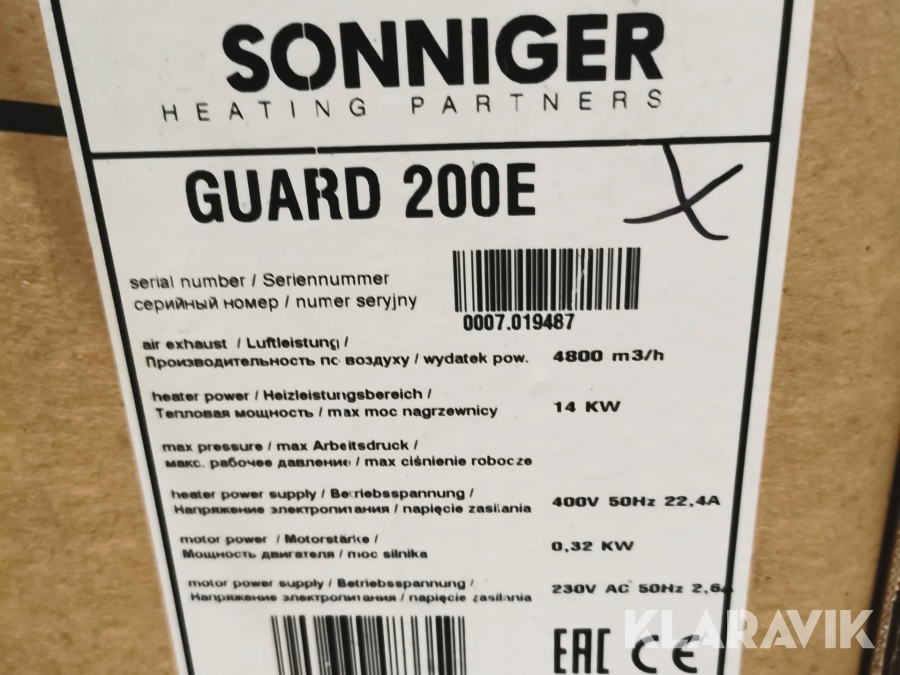 SONNIGER
HEATING PARTNERS
GUARD 200E
serial number / Seriennummer
серийный номер / numer seryjny
0007.019487
air exhaust / Luftleistung /
Производительность по воздуху / wydatek pow. 4800 m3/h
heater power / Heizleistungsbereich /
Тепловая мощность / max moc nagrzewnicy 14 KW
max pressure / max Arbeitsdruck /
макс. рабочее давление / max ciśnienie robocze
heater power supply / Betriebsspannung /
Напряжение электропитания / napięcie zasilania 400V 50Hz 22,4A
motor power / Motorstärke /
Мощность двигателя / moc silnika 0,32 KW
motor power supply / Betriebsspannung /
Напряжение электропитания / napięcie zasilania 230V AC 50Hz 2,6A
EAC CE
KLARAVIK